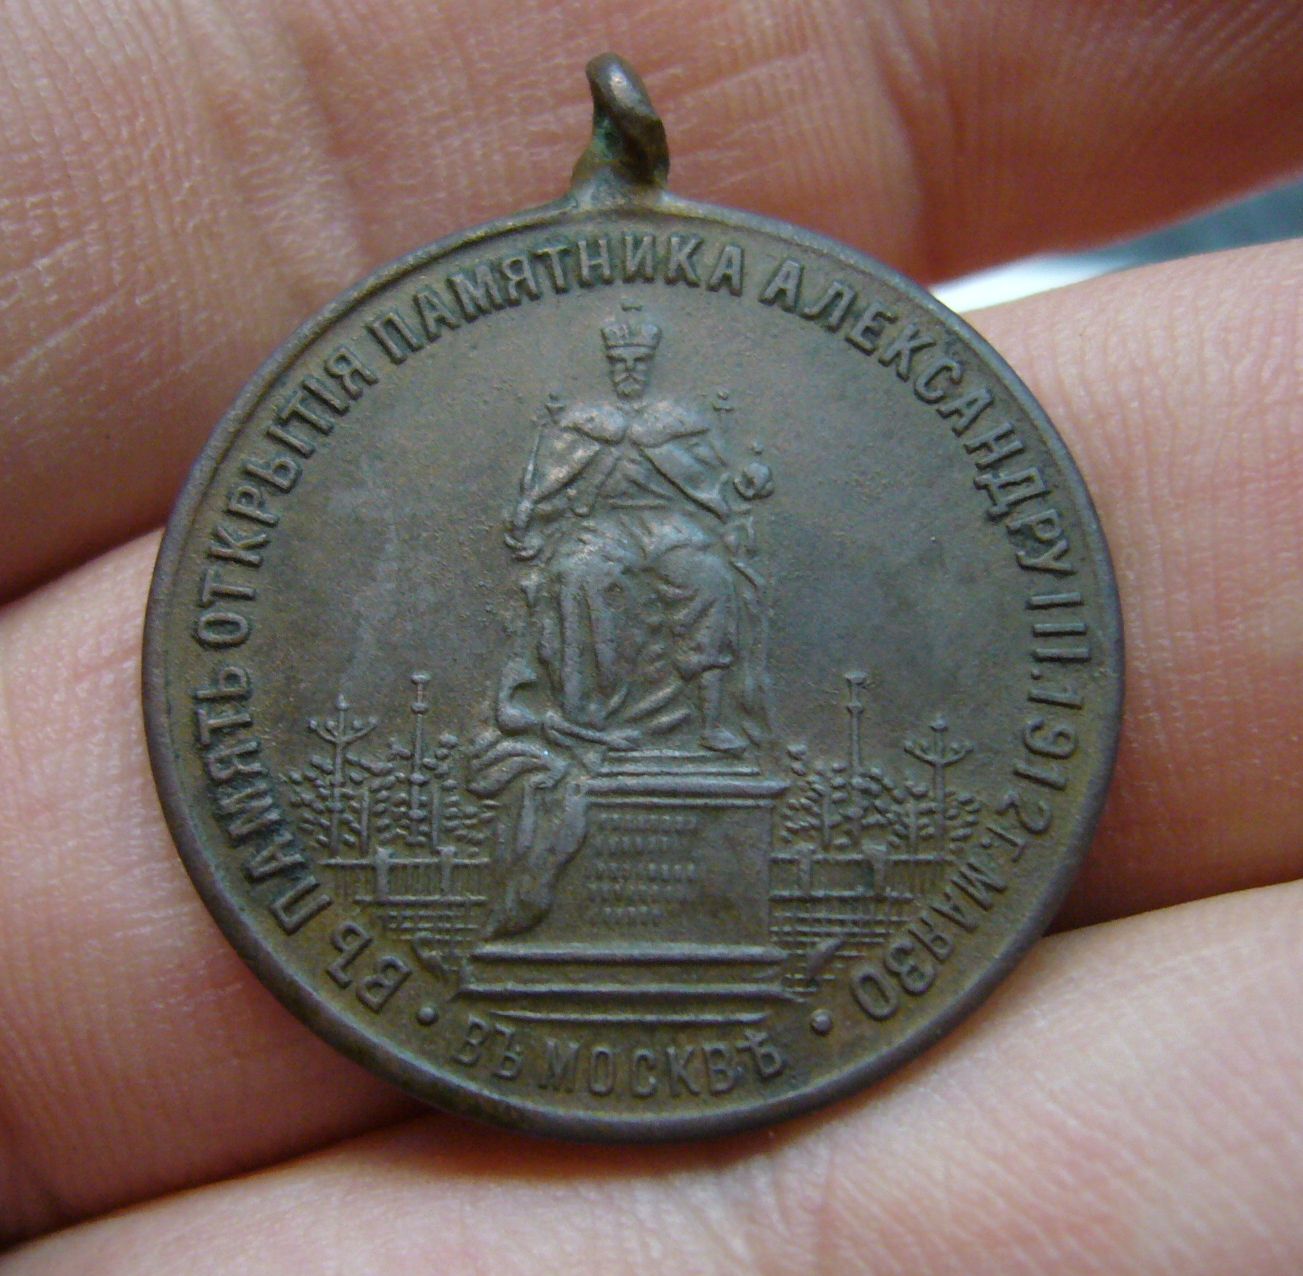 ВЪ ПАМЯТЬ ОТКРЫТІЯ ПАМЯТНИКА АЛЕКСАНДРУ III. 1912 г. МАЯ 30
ВЪ МОСКВѢ